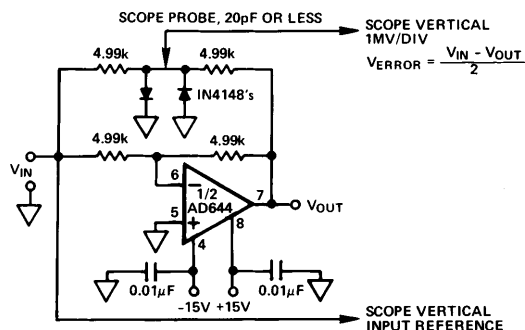 SCOPE PROBE, 20pF OR LESS
SCOPE VERTICAL
1MV/DIV
VERROR = VIN - VOUT
2
4.99k
4.99k
IN4148's
4.99k
4.99k
VIN
6
7
1/2
AD644
VOUT
5
8
4
0.01μF
0.01μF
-15V +15V
SCOPE VERTICAL
INPUT REFERENCE